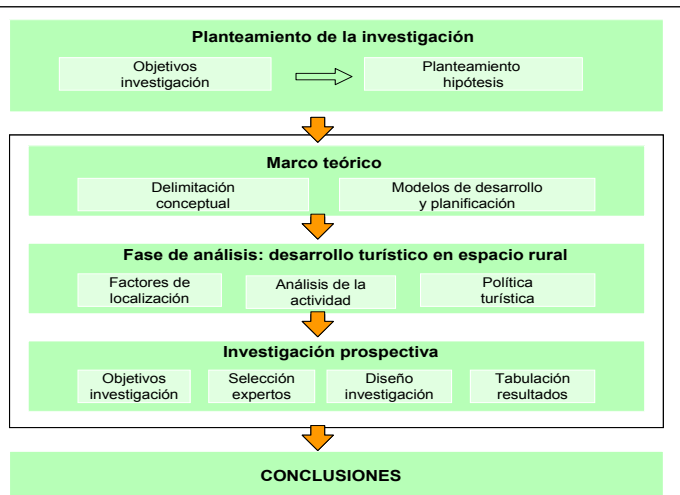 Planteamiento de la investigación
Objetivos
investigación
Planteamiento
hipótesis
Marco teórico
Delimitación
conceptual
Modelos de desarrollo
y planificación
Fase de análisis: desarrollo turístico en espacio rural
Factores de
localización
Análisis de la
actividad
Política
turística
Investigación prospectiva
Objetivos
investigación
Selección
expertos
Diseño
investigación
Tabulación
resultados
CONCLUSIONES